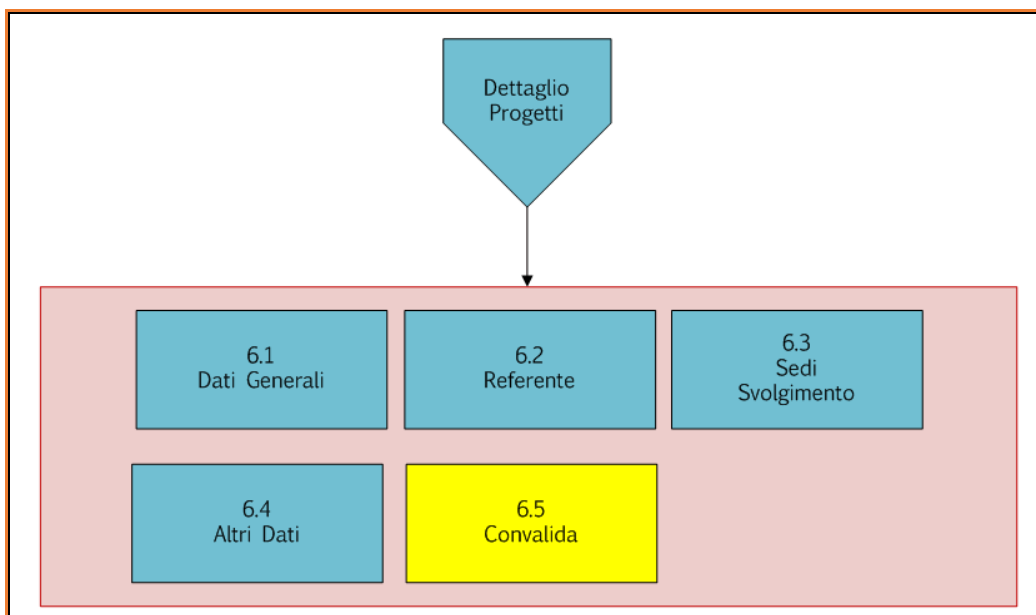 Dettaglio
Progetti
6.1
Dati Generali
6.2
Referente
6.3
Sedi
Svolgimento
6.4
Altri Dati
6.5
Convalida